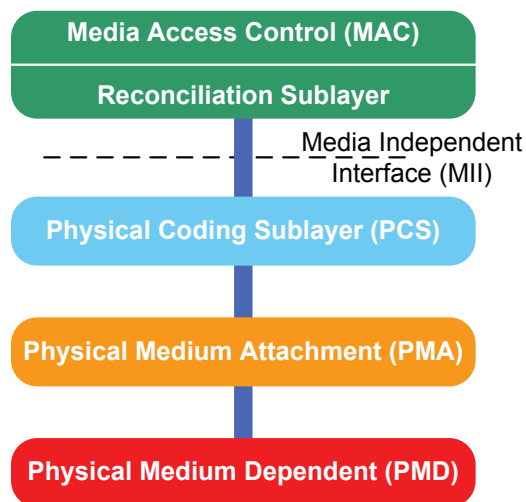 Media Access Control (MAC)
Reconciliation Sublayer
Media Independent
Interface (MII)
Physical Coding Sublayer (PCS)
Physical Medium Attachment (PMA)
Physical Medium Dependent (PMD)